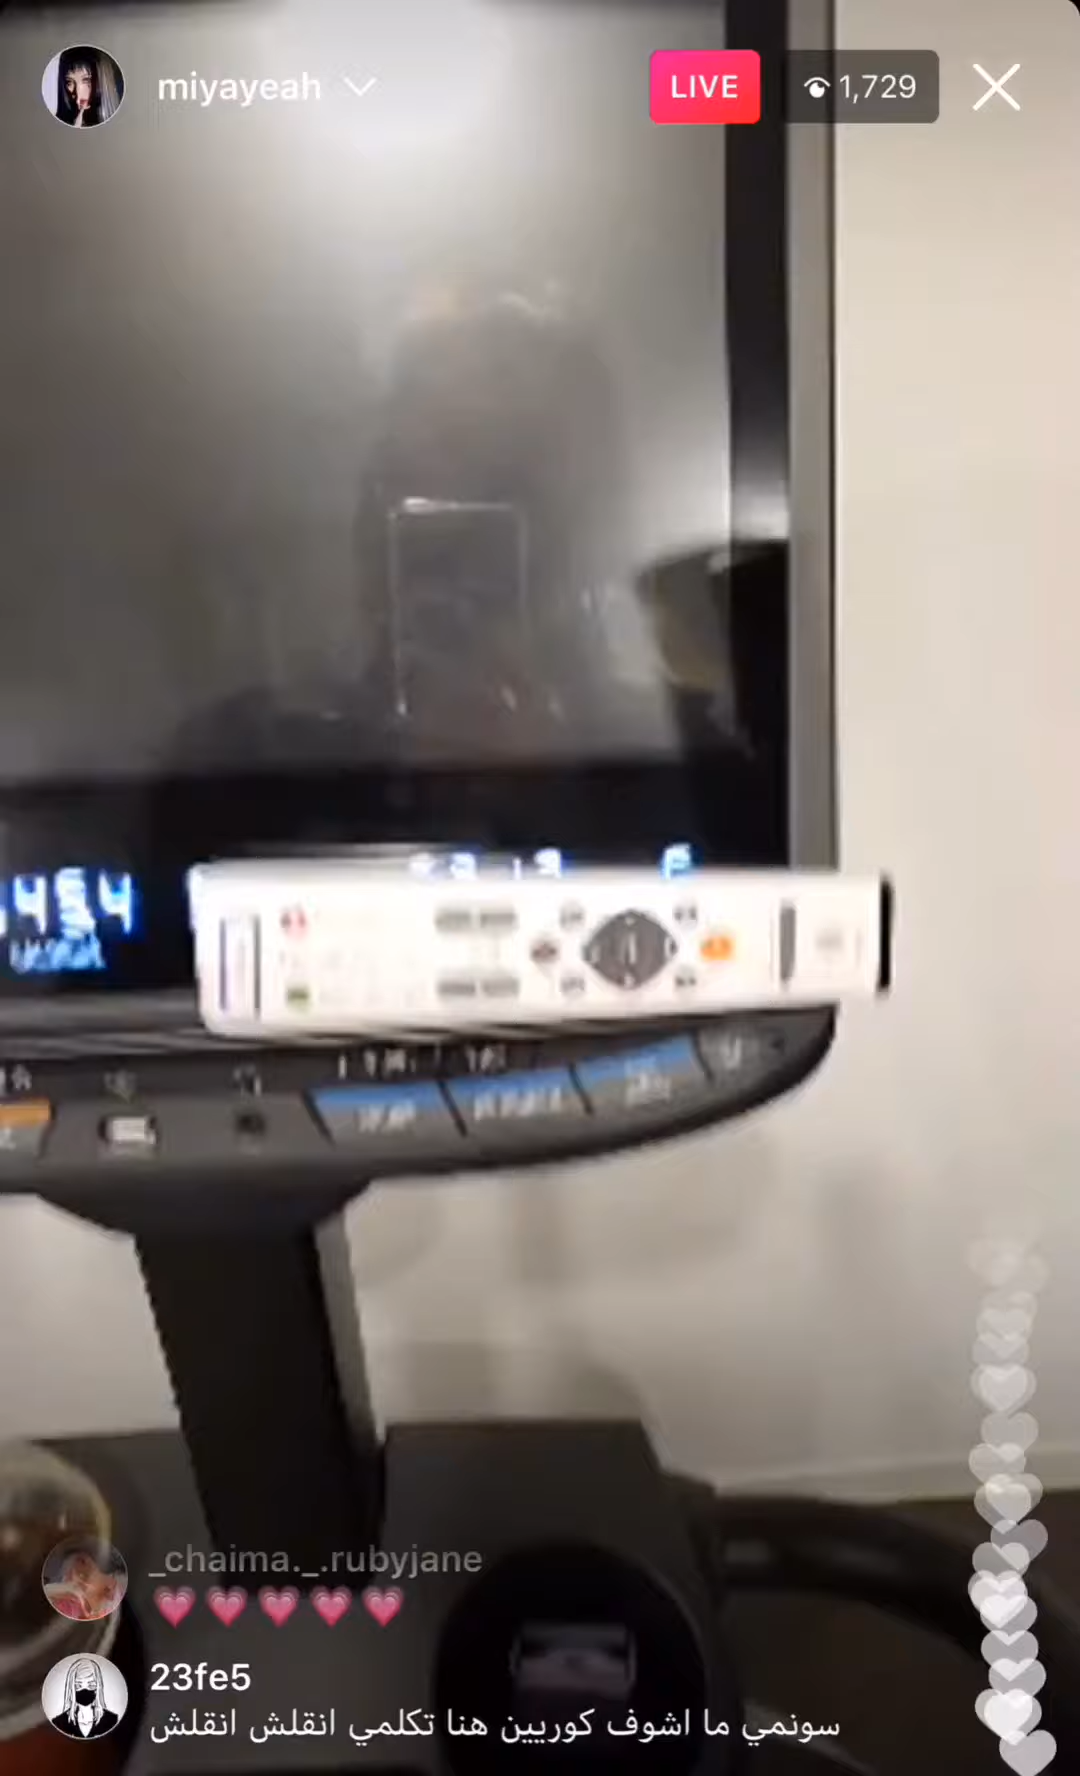 miyayeah
LIVE
1,729
_chaima._.rubyjane
23fe5
سونمي ما اشوف كوريين هنا تكلمي انقلش انقلش